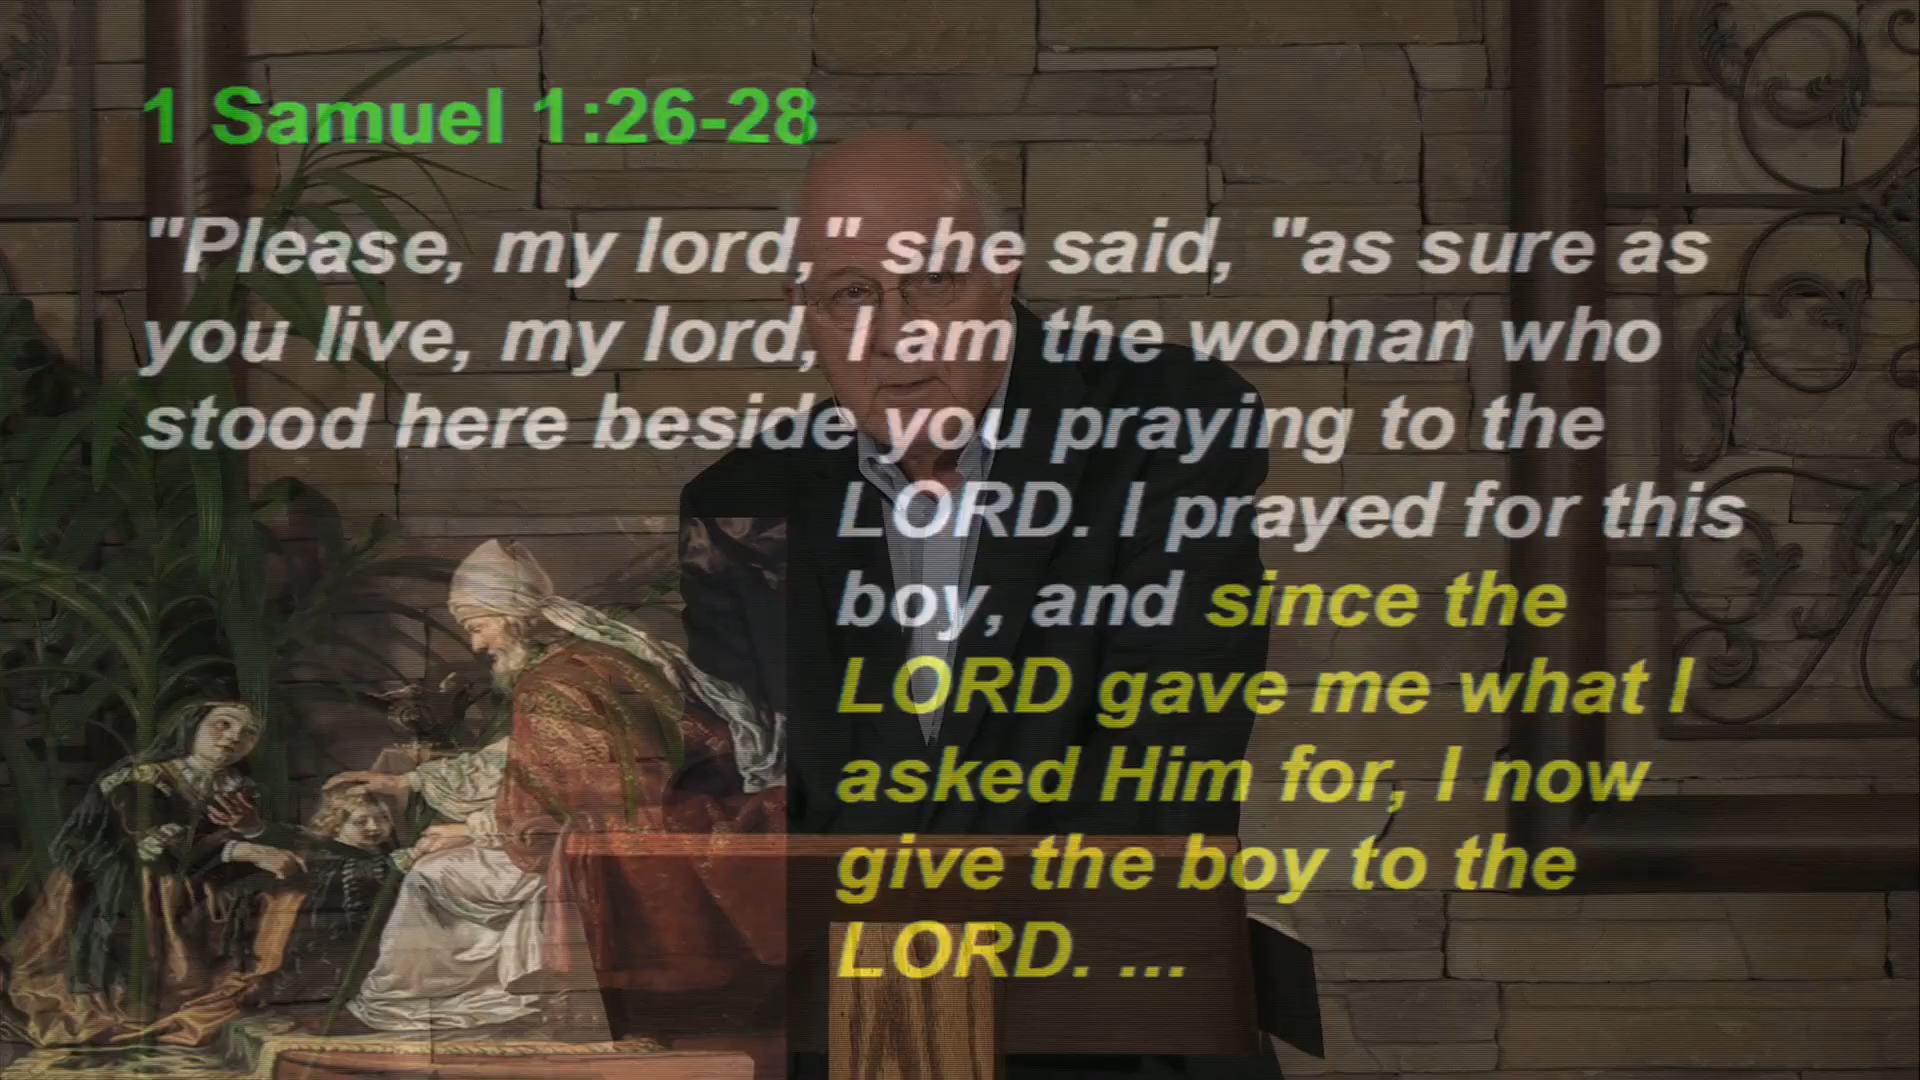 1 Samuel 1:26-28
"Please, my lord," she said, "as sure as
you live, my lord, I am the woman who
stood here beside you praying to the
LORD. I prayed for this
boy, and since the
LORD gave me what I
asked Him for, I now
give the boy to the
LORD. ...